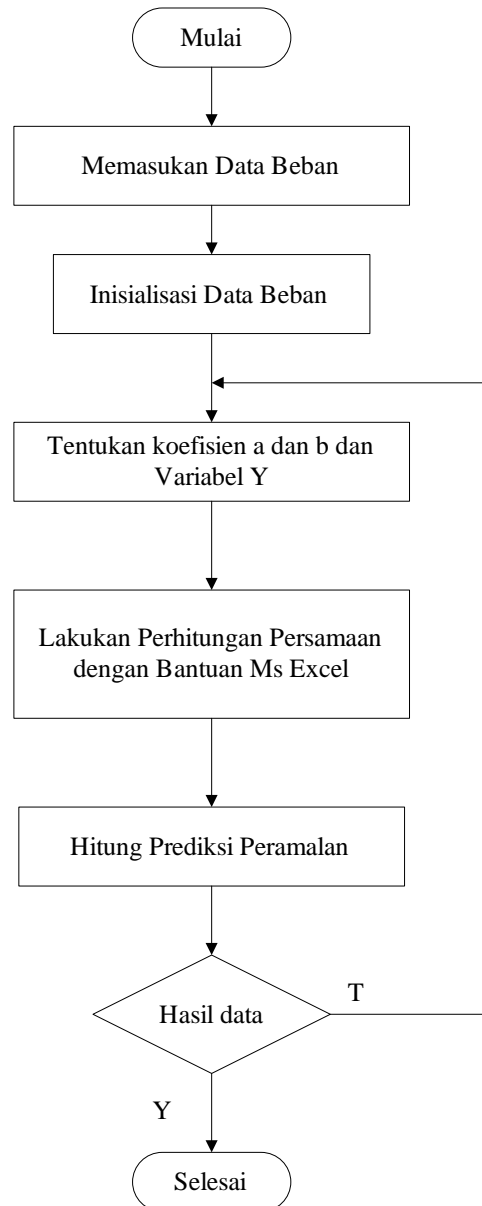 Mulai
Memasukan Data Beban
Inisialisasi Data Beban
Tentukan koefisien a dan b dan
Variabel Y
Lakukan Perhitungan Persamaan
dengan Bantuan Ms Excel
Hitung Prediksi Peramalan
Hasil data
T
Y
Selesai